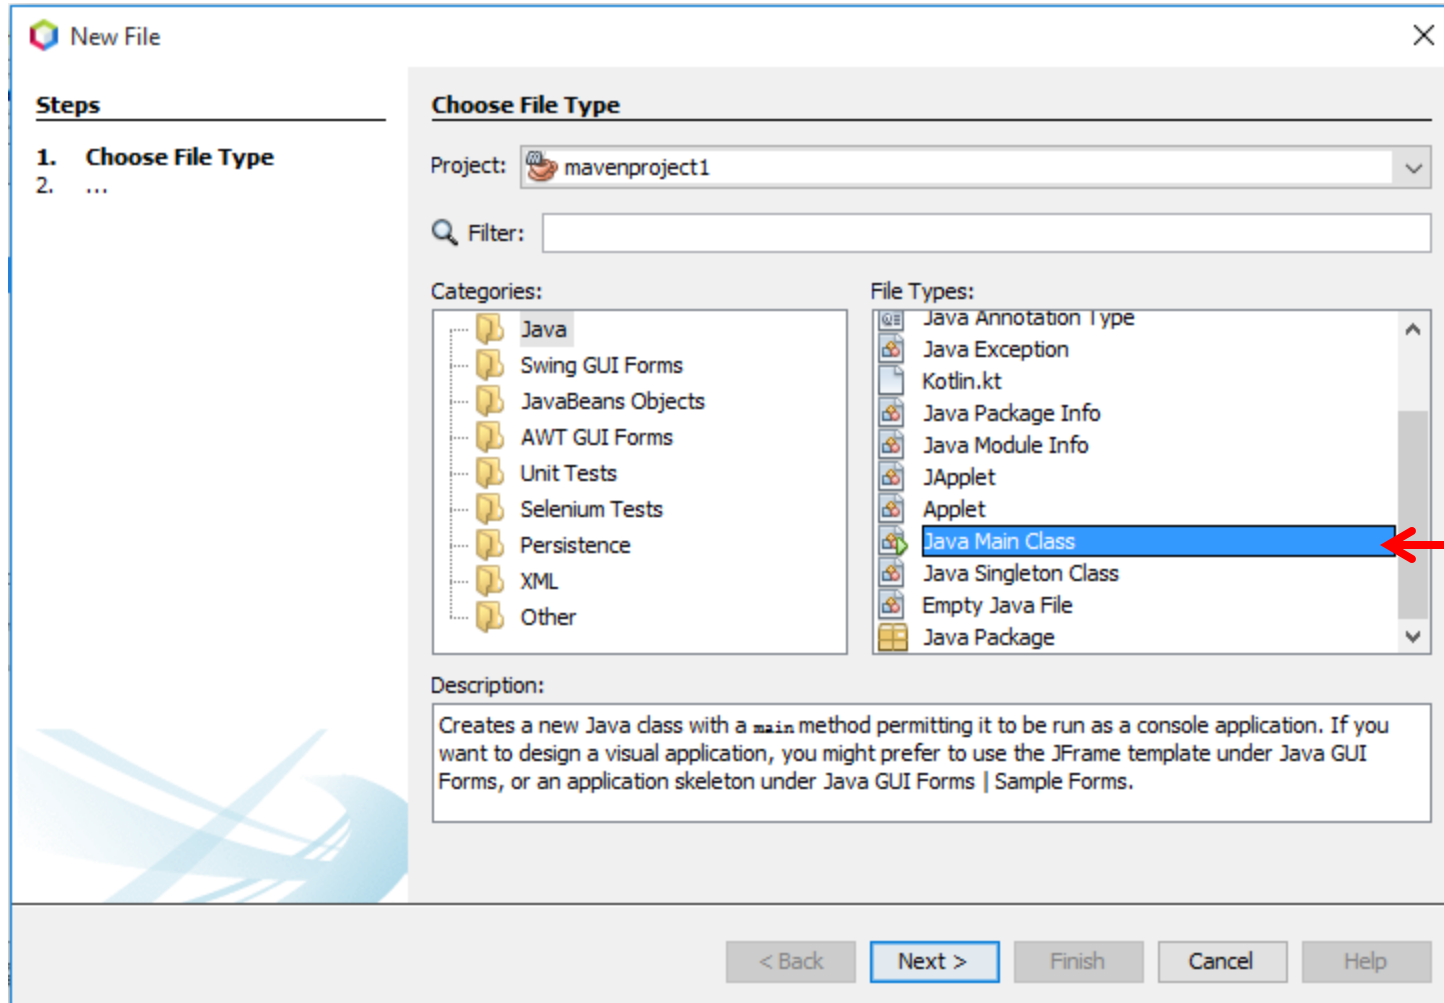 New File
Steps
1. Choose File Type
2. ...
Choose File Type
Project: mavenproject1
Filter:
Categories:
Java
Swing GUI Forms
JavaBeans Objects
AWT GUI Forms
Unit Tests
Selenium Tests
Persistence
XML
Other
File Types:
Java Annotation Type
Java Exception
Kotlin.kt
Java Package Info
Java Module Info
JApplet
Applet
Java Main Class
Java Singleton Class
Empty Java File
Java Package
Description:
Creates a new Java class with a main method permitting it to be run as a console application. If you
want to design a visual application, you might prefer to use the JFrame template under Java GUI
Forms, or an application skeleton under Java GUI Forms | Sample Forms.
< Back Next > Finish Cancel Help